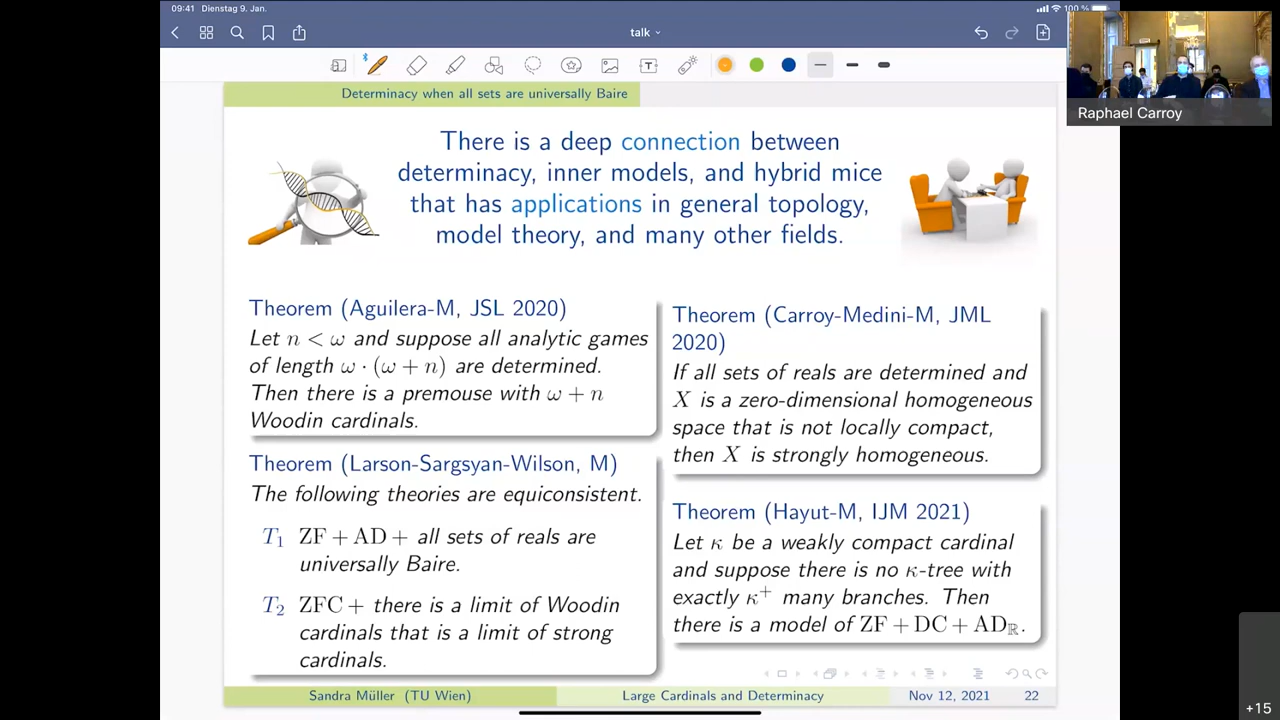 09:41 Dienstag 9. Jan.
100 %
talk
Raphael Carroy
Determinacy when all sets are universally Baire
There is a deep connection between
determinacy, inner models, and hybrid mice
that has applications in general topology,
model theory, and many other fields.
Theorem (Aguilera-M, JSL 2020)
Let n < ω and suppose all analytic games
of length ω · (ω + n) are determined.
Then there is a premouse with ω + n
Woodin cardinals.
Theorem (Larson-Sargsyan-Wilson, M)
The following theories are equiconsistent.
T₁ ZF + AD + all sets of reals are
universally Baire.
T₂ ZFC + there is a limit of Woodin
cardinals that is a limit of strong
cardinals.
Theorem (Carroy-Medini-M, JML
2020)
If all sets of reals are determined and
X is a zero-dimensional homogeneous
space that is not locally compact,
then X is strongly homogeneous.
Theorem (Hayut-M, IJM 2021)
Let κ be a weakly compact cardinal
and suppose there is no κ-tree with
exactly κ⁺ many branches. Then
there is a model of ZF + DC + AD_ℝ.
Sandra Müller (TU Wien)
Large Cardinals and Determinacy
Nov 12, 2021 22
+15